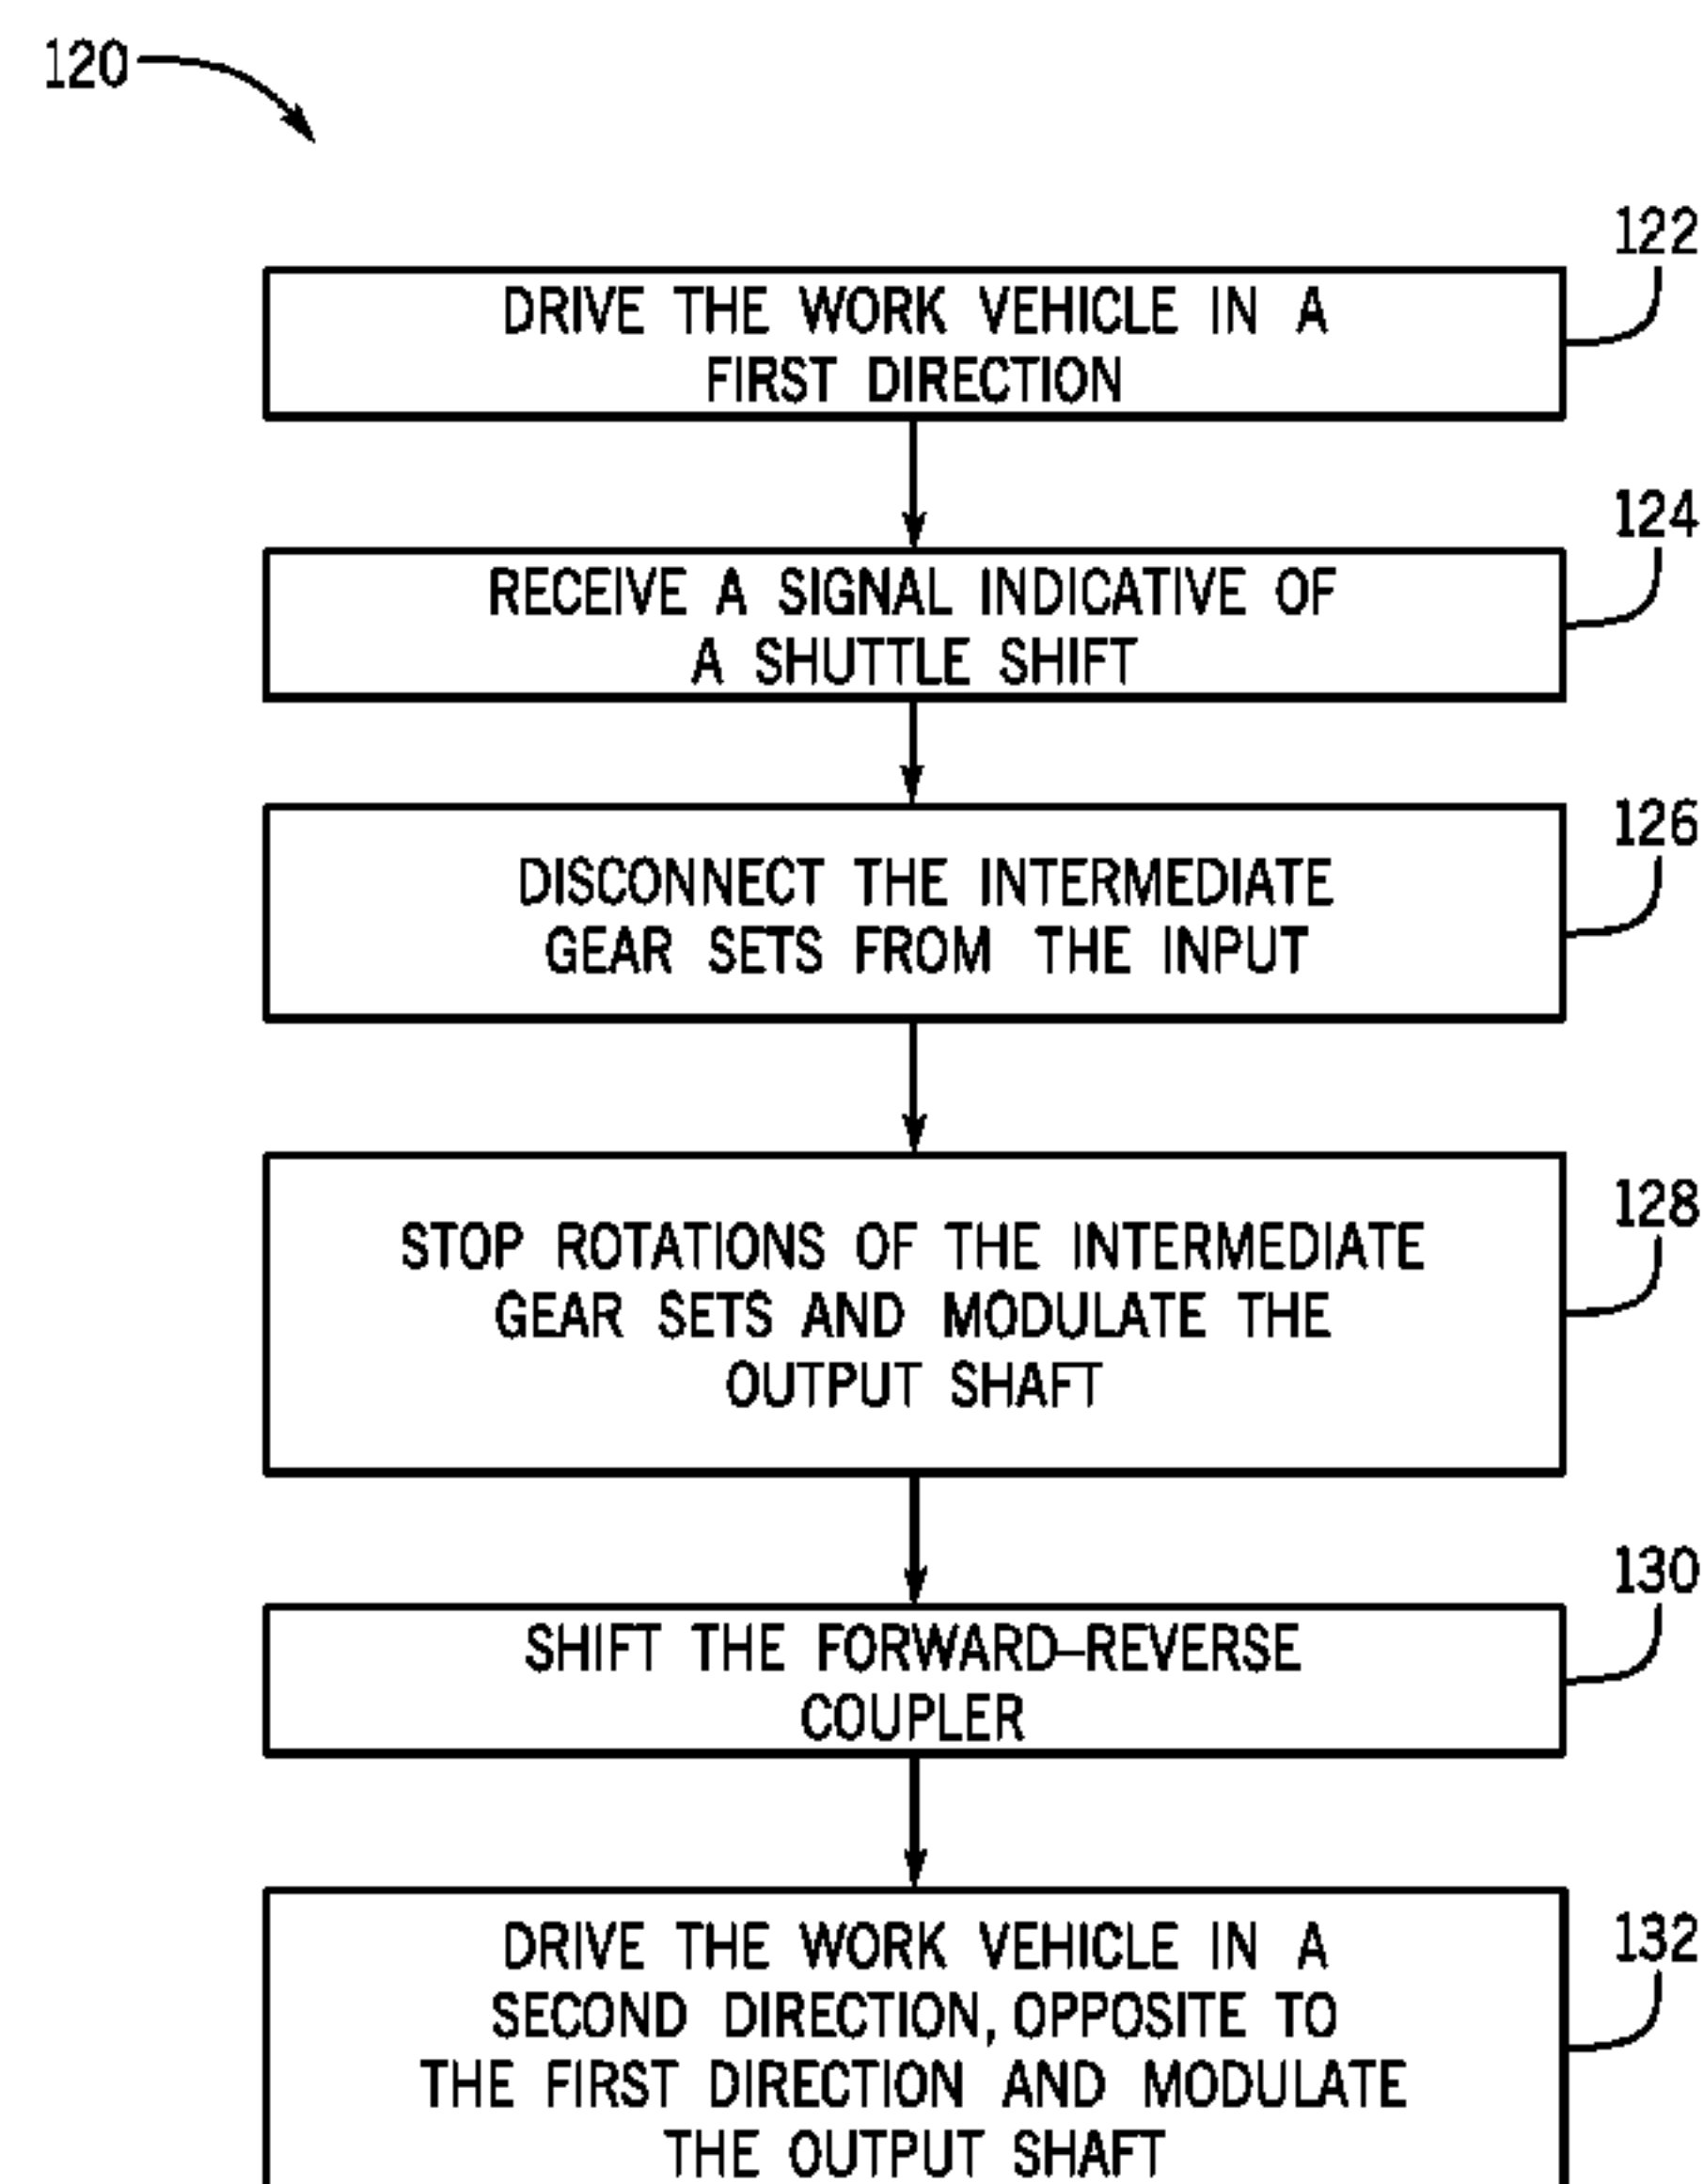 120
122
DRIVE THE WORK VEHICLE IN A
FIRST DIRECTION
124
RECEIVE A SIGNAL INDICATIVE OF
A SHUTTLE SHIFT
126
DISCONNECT THE INTERMEDIATE
GEAR SETS FROM THE INPUT
128
STOP ROTATIONS OF THE INTERMEDIATE
GEAR SETS AND MODULATE THE
OUTPUT SHAFT
130
SHIFT THE FORWARD–REVERSE
COUPLER
132
DRIVE THE WORK VEHICLE IN A
SECOND DIRECTION, OPPOSITE TO
THE FIRST DIRECTION AND MODULATE
THE OUTPUT SHAFT